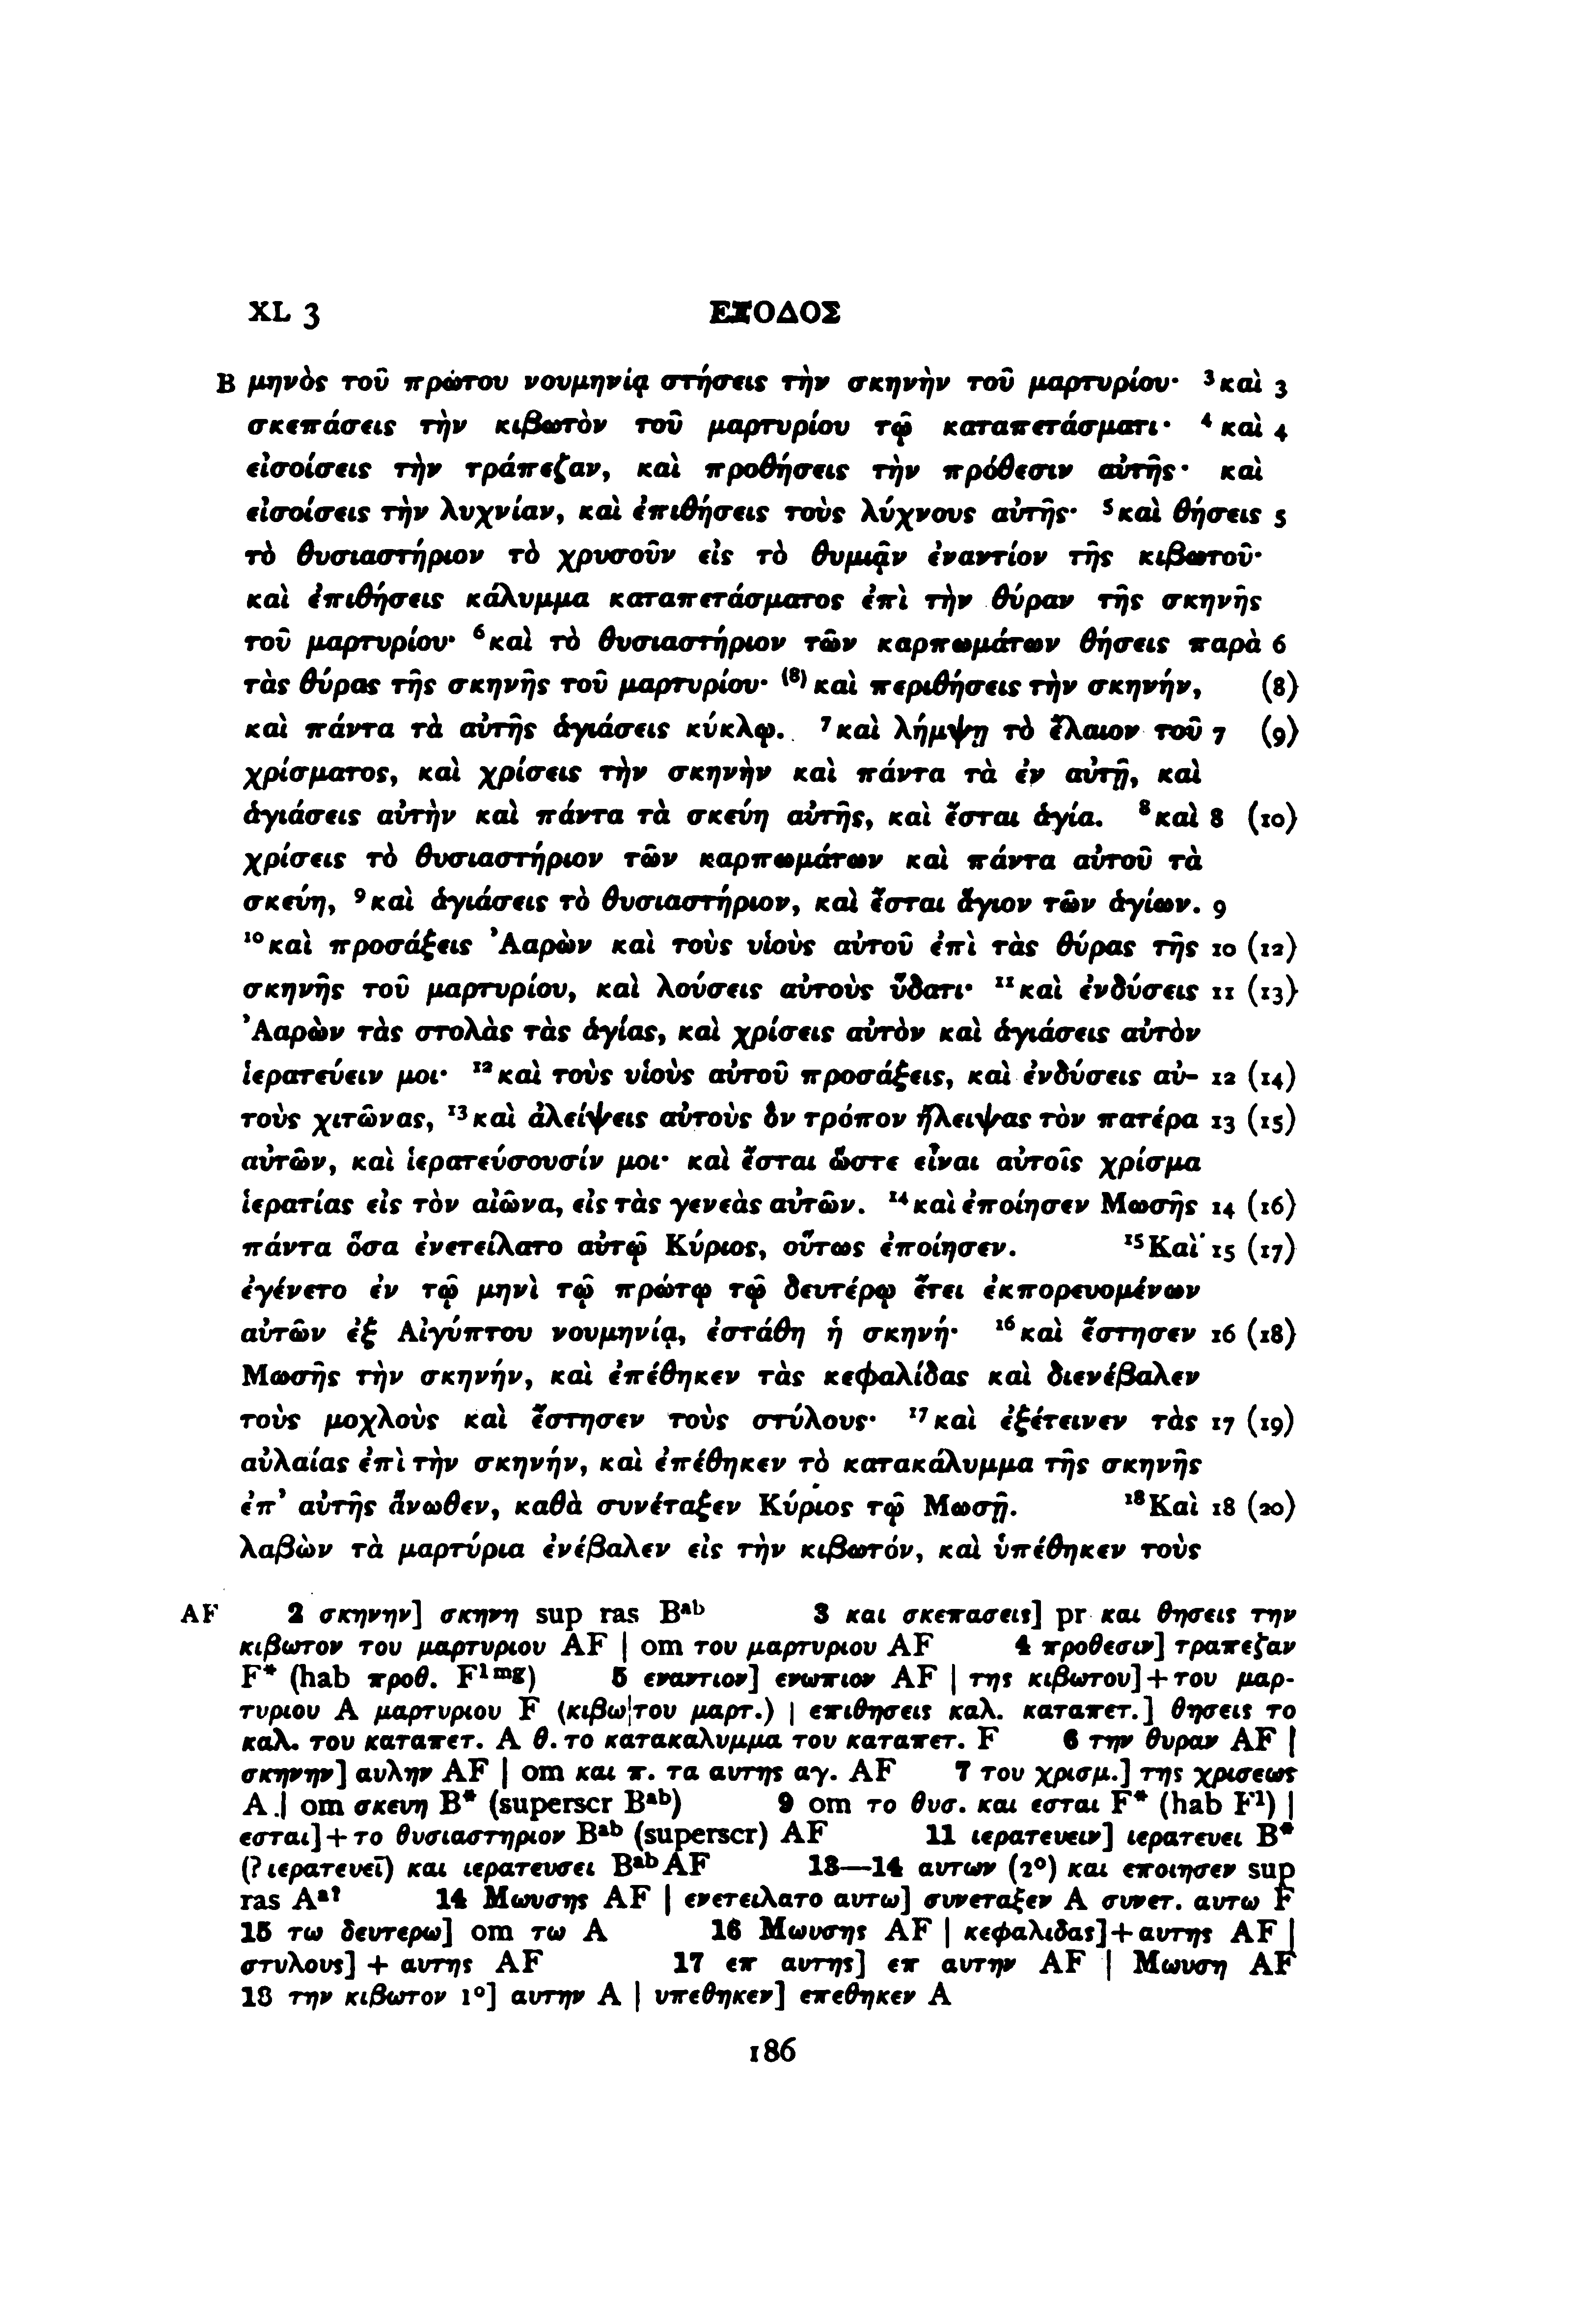 XL 3 ΕΞΟΔΟΣ
B μηνὸς τοῦ πρώτου νουμηνίᾳ στήσεις τὴν σκηνὴν τοῦ μαρτυρίου· ³καὶ 3
σκεπάσεις τὴν κιβωτὸν τοῦ μαρτυρίου τῷ καταπετάσματι· ⁴καὶ 4
εἰσοίσεις τὴν τράπεζαν, καὶ προθήσεις τὴν πρόθεσιν αὐτῆς· καὶ
εἰσοίσεις τὴν λυχνίαν, καὶ ἐπιθήσεις τοὺς λύχνους αὐτῆς· ⁵καὶ θήσεις 5
τὸ θυσιαστήριον τὸ χρυσοῦν εἰς τὸ θυμιᾷν ἐναντίον τῆς κιβωτοῦ·
καὶ ἐπιθήσεις κάλυμμα καταπετάσματος ἐπὶ τὴν θύραν τῆς σκηνῆς
τοῦ μαρτυρίου· ⁶καὶ τὸ θυσιαστήριον τῶν καρπωμάτων θήσεις παρὰ 6
τὰς θύρας τῆς σκηνῆς τοῦ μαρτυρίου· ⁽⁸⁾καὶ περιθήσεις τὴν σκηνήν, (8)
καὶ πάντα τὰ αὐτῆς ἁγιάσεις κύκλῳ. ⁷καὶ λήμψῃ τὸ ἔλαιον τοῦ 7 (9)
χρίσματος, καὶ χρίσεις τὴν σκηνὴν καὶ πάντα τὰ ἐν αὐτῇ, καὶ
ἁγιάσεις αὐτὴν καὶ πάντα τὰ σκεύη αὐτῆς, καὶ ἔσται ἁγία. ⁸καὶ 8 (10)
χρίσεις τὸ θυσιαστήριον τῶν καρπωμάτων καὶ πάντα αὐτοῦ τὰ
σκεύη, ⁹καὶ ἁγιάσεις τὸ θυσιαστήριον, καὶ ἔσται ἅγιον τῶν ἁγίων. 9
¹⁰καὶ προσάξεις Ἀαρὼν καὶ τοὺς υἱοὺς αὐτοῦ ἐπὶ τὰς θύρας τῆς 10 (12)
σκηνῆς τοῦ μαρτυρίου, καὶ λούσεις αὐτοὺς ὕδατι· ¹¹καὶ ἐνδύσεις 11 (13)
Ἀαρὼν τὰς στολὰς τὰς ἁγίας, καὶ χρίσεις αὐτὸν καὶ ἁγιάσεις αὐτὸν
ἱερατεύειν μοι· ¹²καὶ τοὺς υἱοὺς αὐτοῦ προσάξεις, καὶ ἐνδύσεις αὐ- 12 (14)
τοὺς χιτῶνας, ¹³καὶ ἀλείψεις αὐτοὺς ὃν τρόπον ἤλειψας τὸν πατέρα 13 (15)
αὐτῶν, καὶ ἱερατεύσουσίν μοι· καὶ ἔσται ὥστε εἶναι αὐτοῖς χρίσμα
ἱερατίας εἰς τὸν αἰῶνα, εἰς τὰς γενεὰς αὐτῶν. ¹⁴καὶ ἐποίησεν Μωσῆς 14 (16)
πάντα ὅσα ἐνετείλατο αὐτῷ Κύριος, οὕτως ἐποίησεν. ¹⁵Καὶ 15 (17)
ἐγένετο ἐν τῷ μηνὶ τῷ πρώτῳ τῷ δευτέρῳ ἔτει ἐκπορευομένων
αὐτῶν ἐξ Αἰγύπτου νουμηνίᾳ, ἐστάθη ἡ σκηνή· ¹⁶καὶ ἔστησεν 16 (18)
Μωσῆς τὴν σκηνήν, καὶ ἐπέθηκεν τὰς κεφαλίδας καὶ διενέβαλεν
τοὺς μοχλοὺς καὶ ἔστησεν τοὺς στύλους· ¹⁷καὶ ἐξέτεινεν τὰς 17 (19)
αὐλαίας ἐπὶ τὴν σκηνήν, καὶ ἐπέθηκεν τὸ κατακάλυμμα τῆς σκηνῆς
ἐπ’ αὐτῆς ἄνωθεν, καθὰ συνέταξεν Κύριος τῷ Μωσῇ. ¹⁸Καὶ 18 (20)
λαβὼν τὰ μαρτύρια ἐνέβαλεν εἰς τὴν κιβωτόν, καὶ ὑπέθηκεν τοὺς
AF 2 σκηνην] σκηνη sup ras Bᵃᵇ 3 και σκεπασεις] pr και θησεις την
κιβωτον του μαρτυριου AF | om του μαρτυριου AF 4 προθεσιν] τραπεζαν
F* (hab προθ. F¹ᵐᵍ) 5 εναντιον] ενωπιον AF | της κιβωτου]+του μαρ-
τυριου A μαρτυριου F (κιβω|του μαρτ.) | επιθησεις καλ. καταπετ.] θησεις το
καλ. του καταπετ. A θ. το κατακαλυμμα του καταπετ. F 6 την θυραν AF |
σκηνην] αυλην AF | om και π. τα αυτης αγ. AF 7 του χρισμ.] της χρισεως
A | om σκευη B* (superscr Bᵃᵇ) 9 om το θυσ. και εσται F* (hab F¹) |
εσται]+το θυσιαστηριον Bᵃᵇ (superscr) AF 11 ιερατευειν] ιερατευει B*
(? ιερατευεῑ) και ιερατευσει BᵃᵇAF 13—14 αυτων (2°) και εποιησεν sup
ras Aᵃ? 14 Μωυσης AF | ενετειλατο αυτω] συνεταξεν A συνετ. αυτω F
15 τω δευτερω] om τω A 16 Μωυσης AF | κεφαλιδας]+αυτης AF |
στυλους] + αυτης AF 17 επ αυτης] επ αυτην AF | Μωυση AF
18 την κιβωτον 1°] αυτην A | υπεθηκεν] επεθηκεν A
186